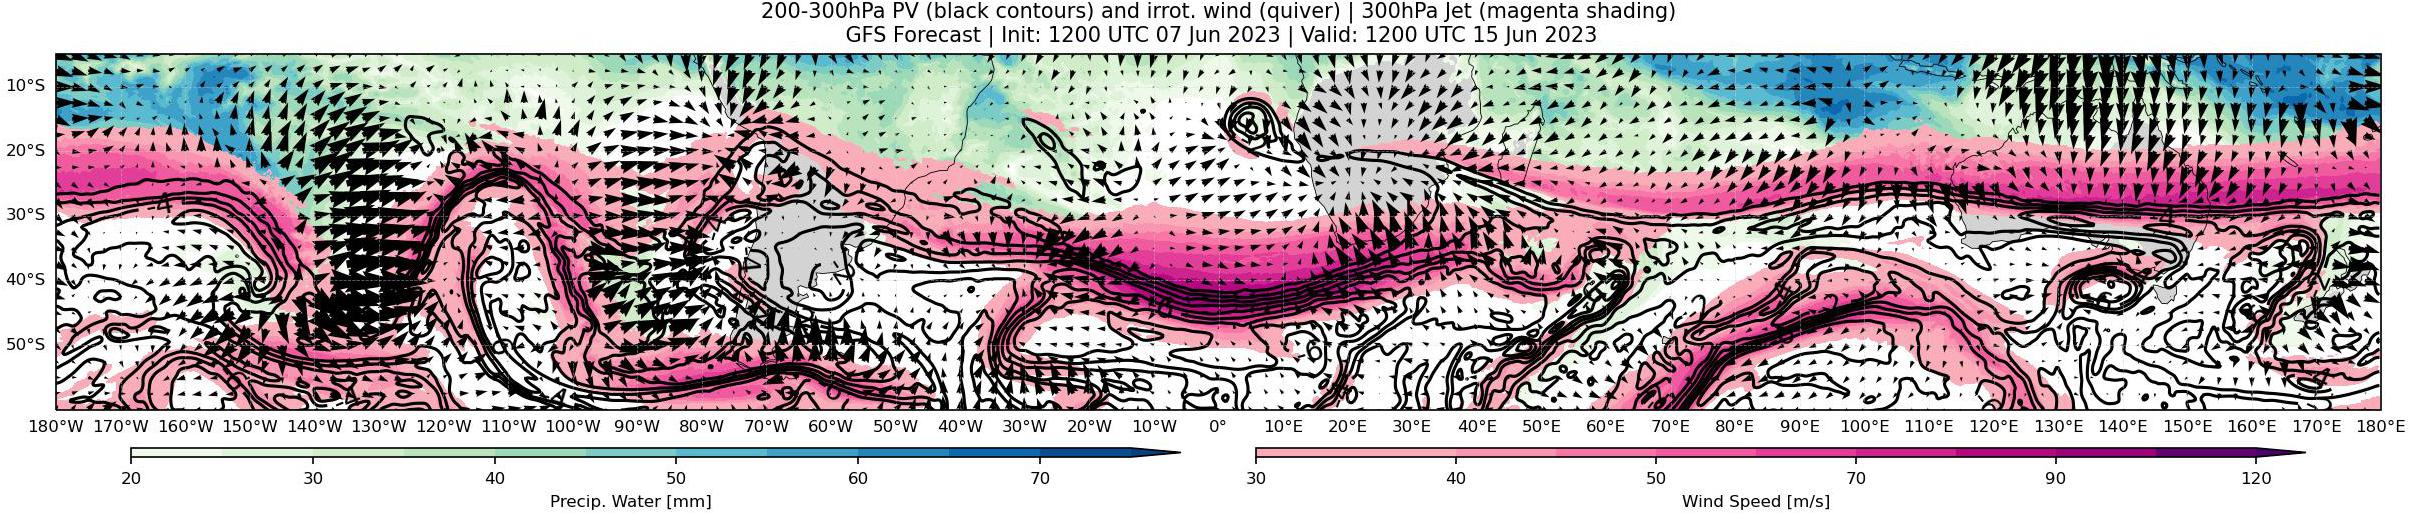 200-300hPa PV (black contours) and irrot. wind (quiver) | 300hPa Jet (magenta shading)
GFS Forecast | Init: 1200 UTC 07 Jun 2023 | Valid: 1200 UTC 15 Jun 2023
10°S
20°S
30°S
40°S
50°S
180°W 170°W 160°W 150°W 140°W 130°W 120°W 110°W 100°W 90°W 80°W 70°W 60°W 50°W 40°W 30°W 20°W 10°W 0° 10°E 20°E 30°E 40°E 50°E 60°E 70°E 80°E 90°E 100°E 110°E 120°E 130°E 140°E 150°E 160°E 170°E 180°E
20 30 40 50 60 70
Precip. Water [mm]
30 40 50 70 90 120
Wind Speed [m/s]